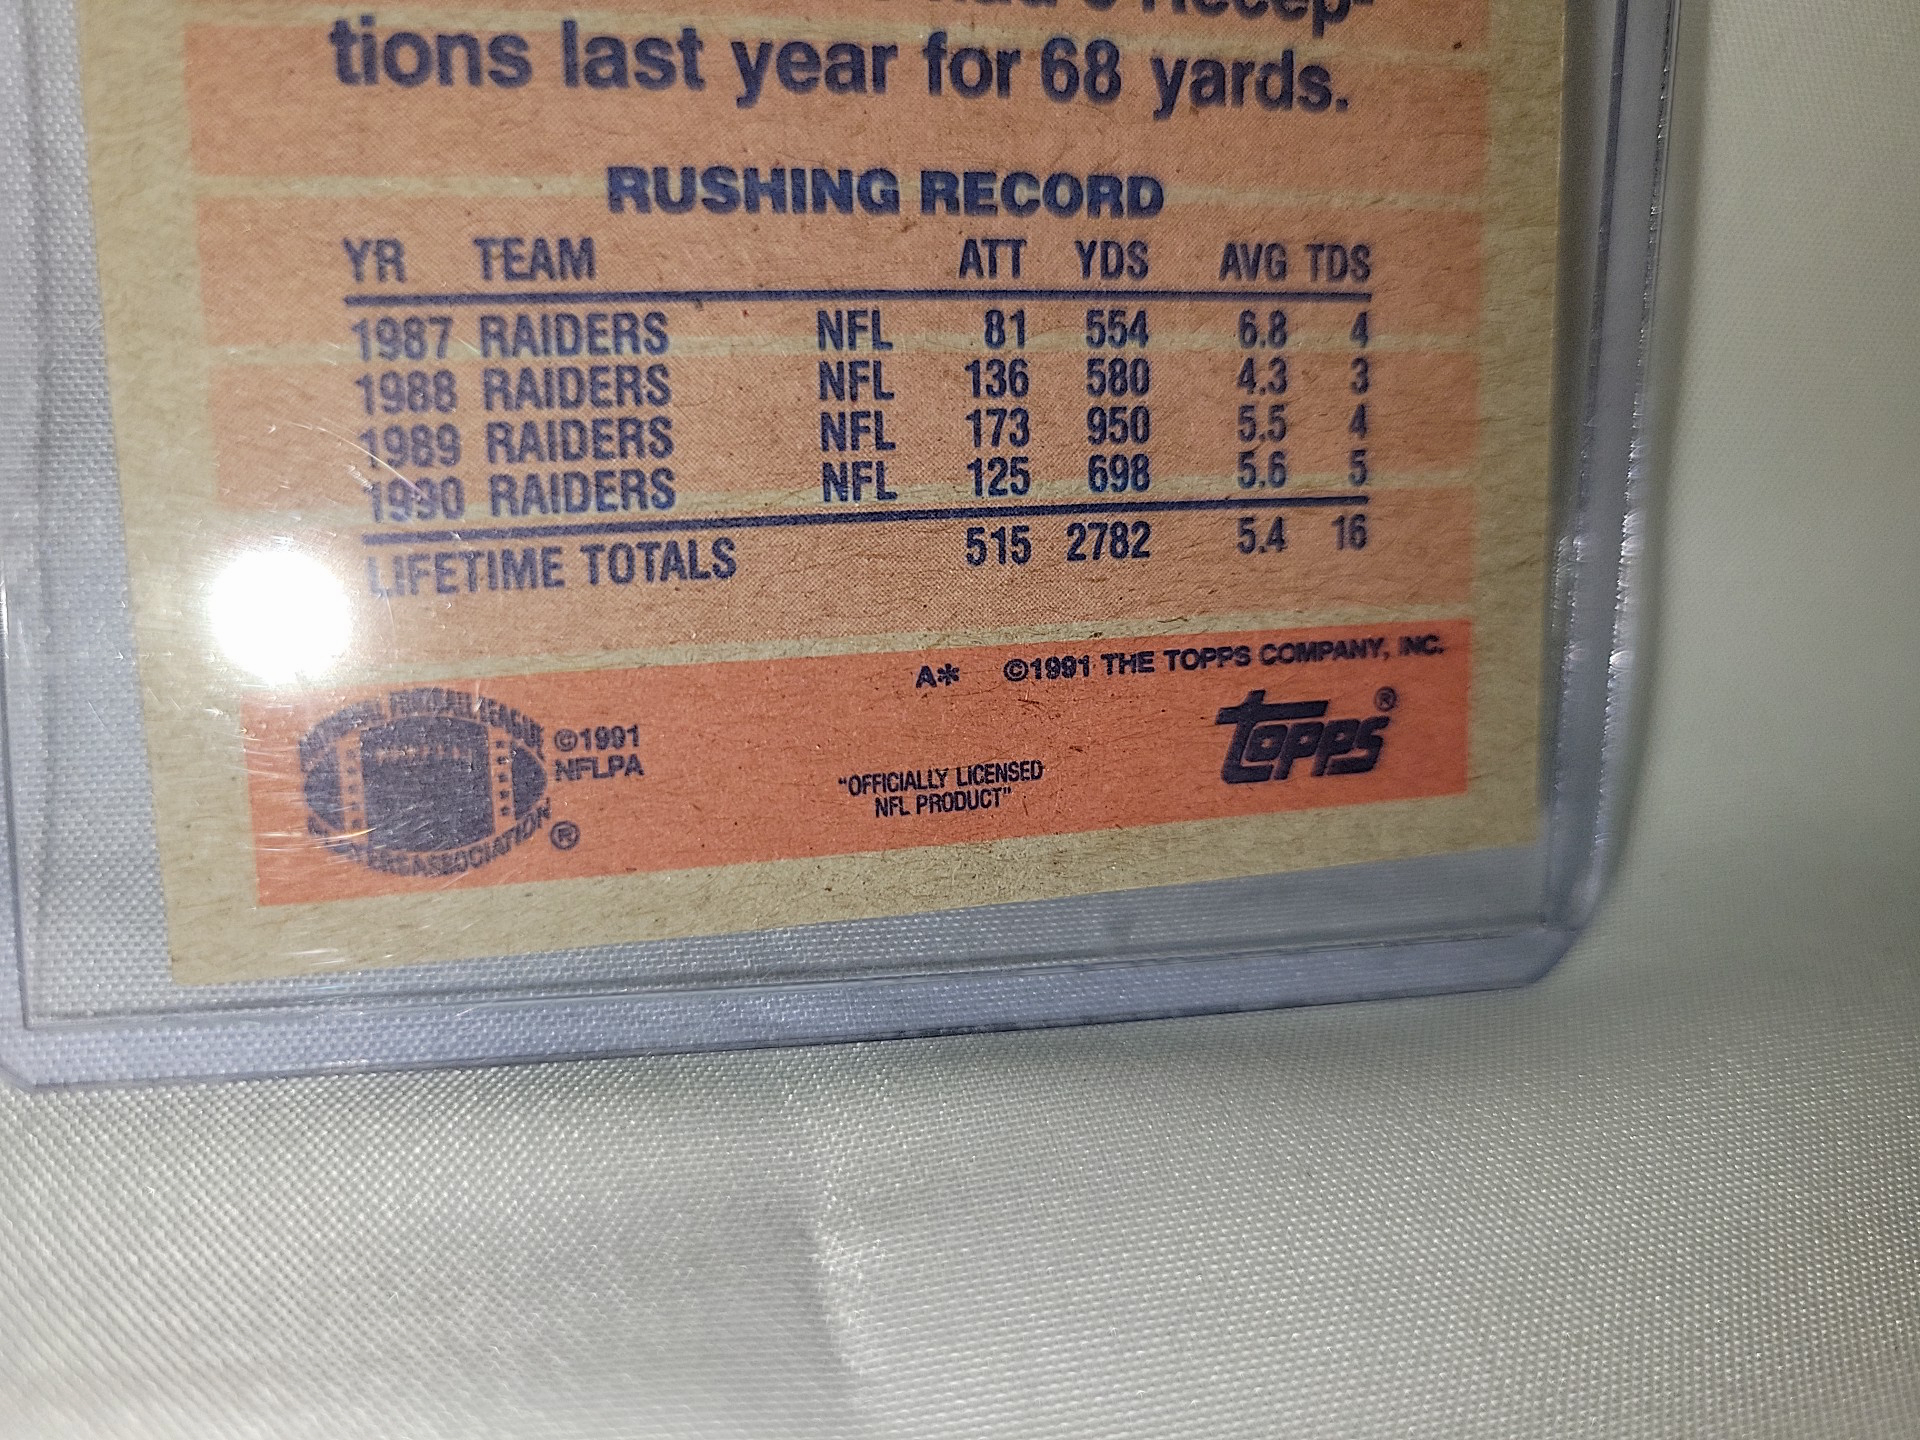 tions last year for 68 yards.
RUSHING RECORD
YR TEAM ATT YDS AVG TDS
1987 RAIDERS NFL 81 554 6.8 4
1988 RAIDERS NFL 136 580 4.3 3
1989 RAIDERS NFL 173 950 5.5 4
1990 RAIDERS NFL 125 698 5.6 5
LIFETIME TOTALS 515 2782 5.4 16
A* ©1991 THE TOPPS COMPANY, INC.
FOOTBALL LEAGUE
ASSOCIATION ®
©1991
NFLPA
"OFFICIALLY LICENSED
NFL PRODUCT"
TOPPS®